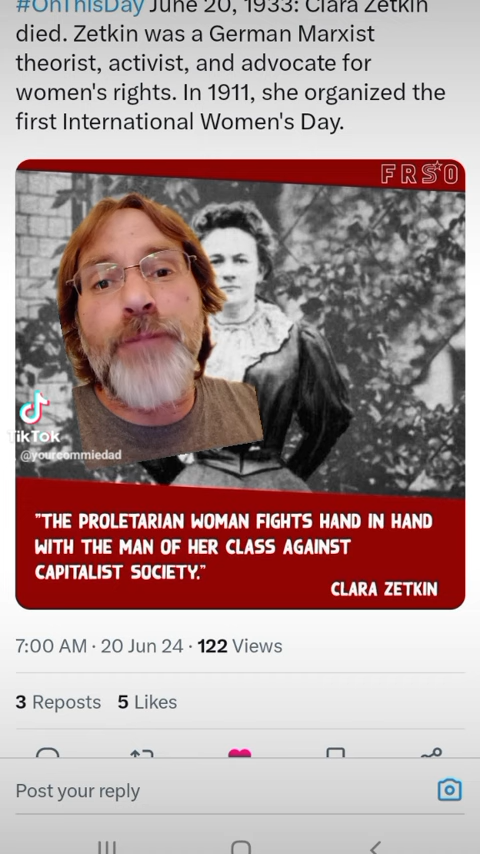 #OnThisDay June 20, 1933: Clara Zetkin
died. Zetkin was a German Marxist
theorist, activist, and advocate for
women's rights. In 1911, she organized the
first International Women's Day.
FRSO
TikTok
@yourcommiedad
"THE PROLETARIAN WOMAN FIGHTS HAND IN HAND
WITH THE MAN OF HER CLASS AGAINST
CAPITALIST SOCIETY."
CLARA ZETKIN
7:00 AM · 20 Jun 24 · 122 Views
3 Reposts 5 Likes
Post your reply